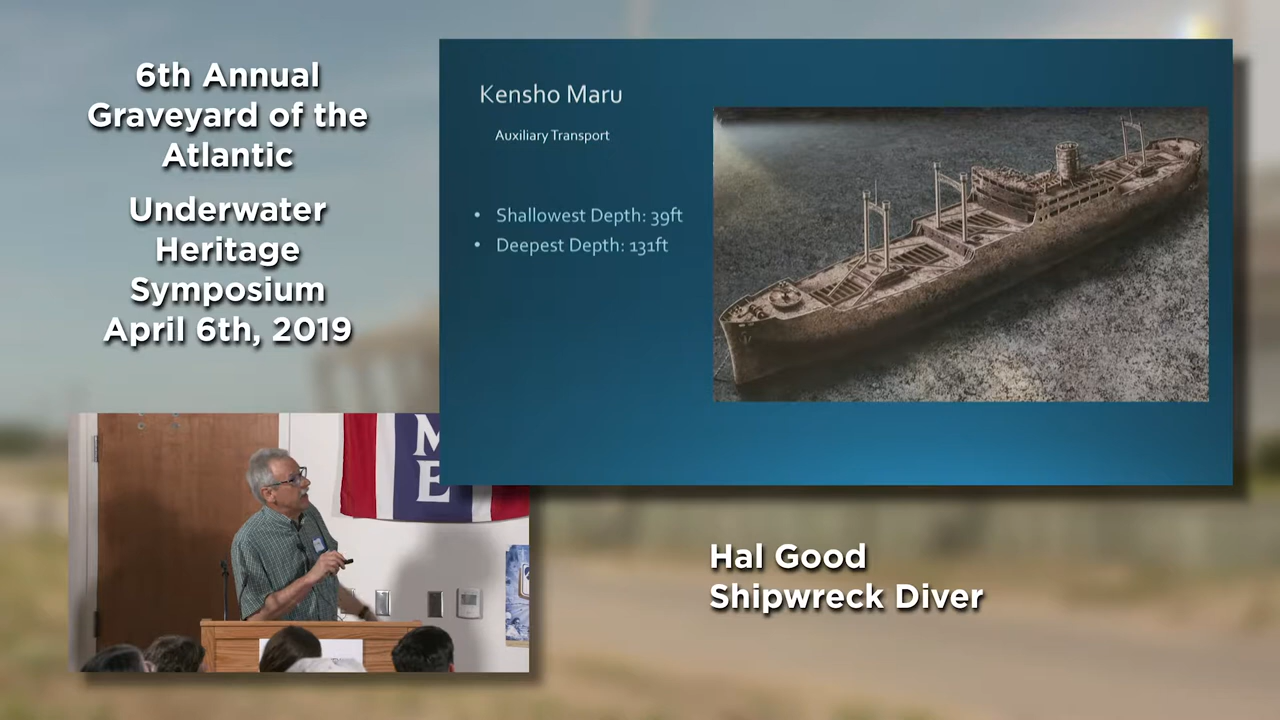 6th Annual
Graveyard of the
Atlantic
Underwater
Heritage
Symposium
April 6th, 2019
Kensho Maru
Auxiliary Transport
• Shallowest Depth: 39ft
• Deepest Depth: 131ft
M
E
Hal Good
Shipwreck Diver